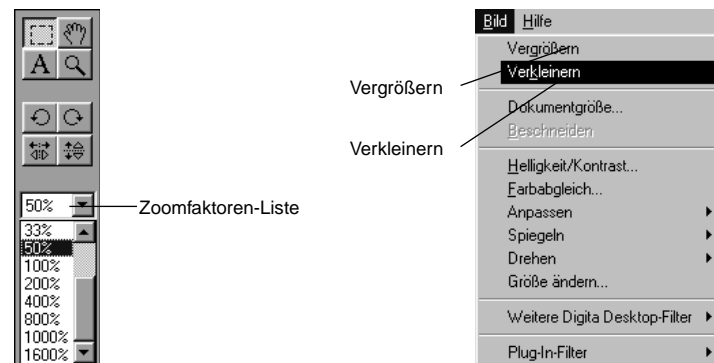 A
50%
33%
50%
100%
200%
400%
800%
1000%
1600%
Zoomfaktoren-Liste
Vergrößern
Verkleinern
Bild Hilfe
Vergrößern
Verkleinern
Dokumentgröße...
Beschneiden
Helligkeit/Kontrast...
Farbabgleich...
Anpassen
Spiegeln
Drehen
Größe ändern...
Weitere Digita Desktop-Filter
Plug-In-Filter